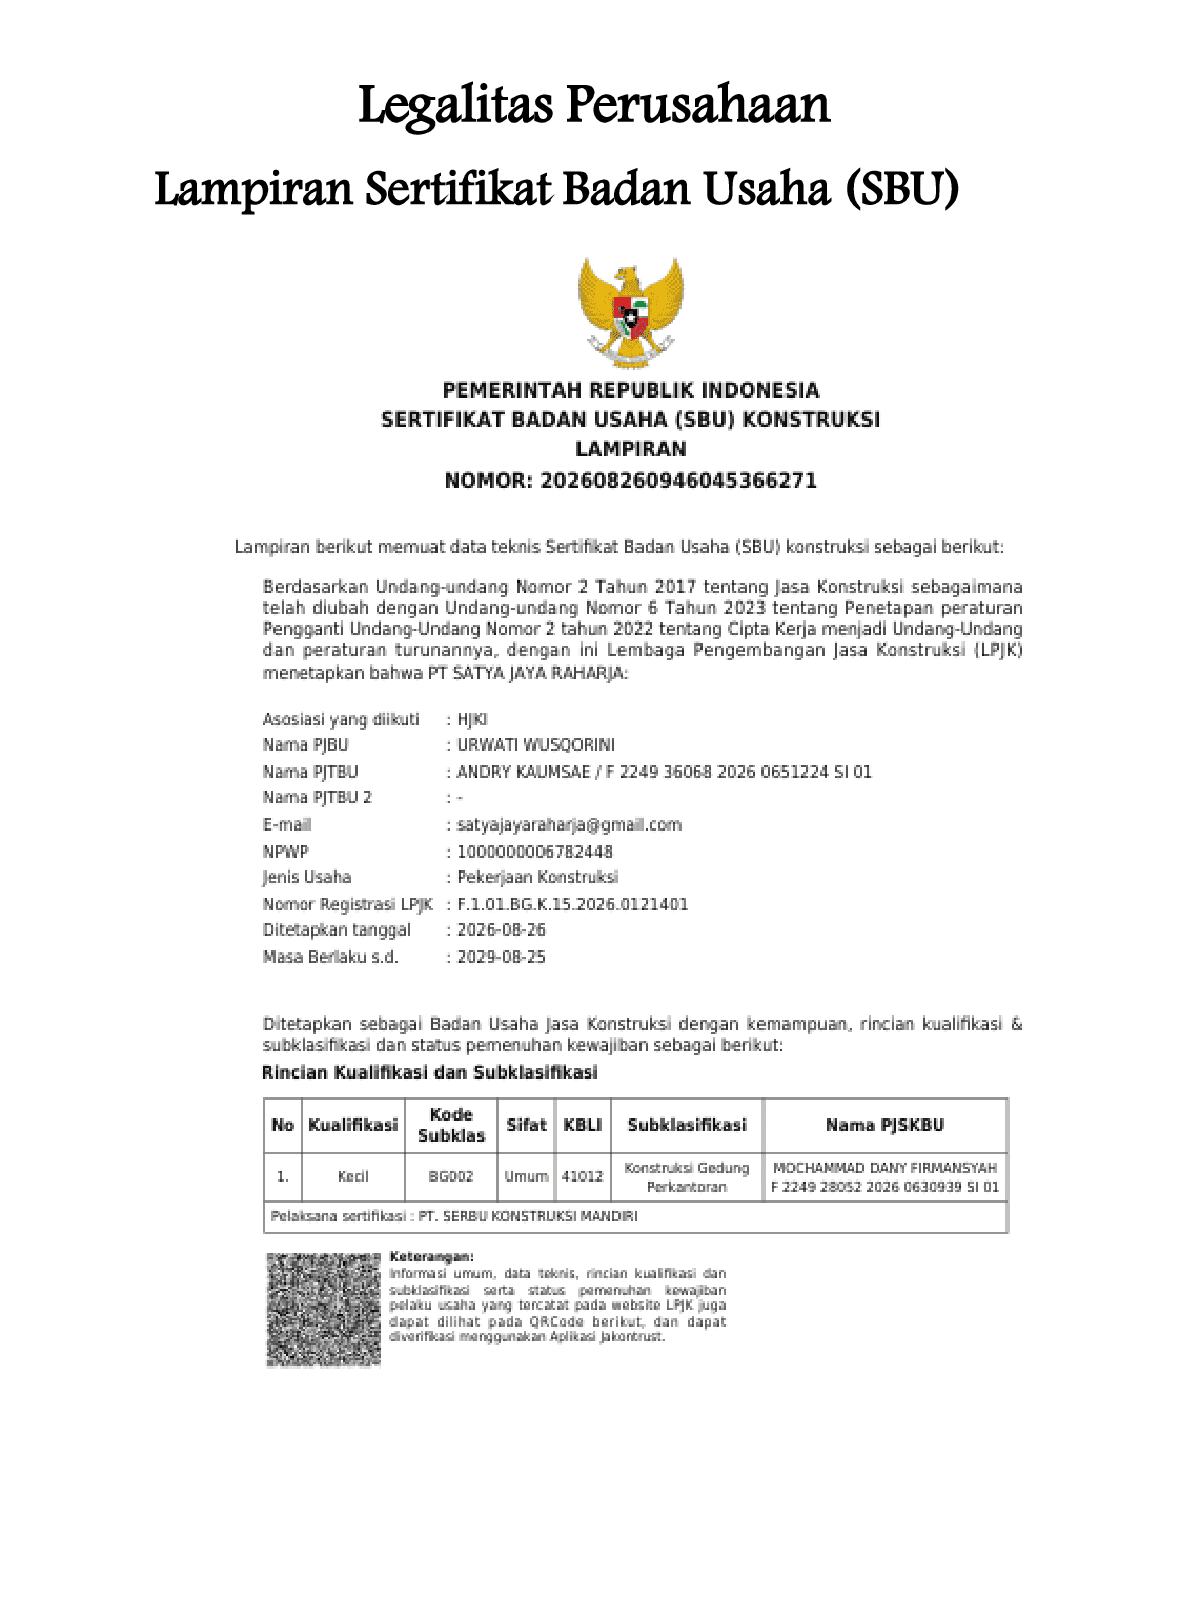 Legalitas Perusahaan
Lampiran Sertifikat Badan Usaha (SBU)
PEMERINTAH REPUBLIK INDONESIA
SERTIFIKAT BADAN USAHA (SBU) KONSTRUKSI
LAMPIRAN
NOMOR: 202608260946045366271
Lampiran berikut memuat data teknis Sertifikat Badan Usaha (SBU) konstruksi sebagai berikut:
Berdasarkan Undang-undang Nomor 2 Tahun 2017 tentang Jasa Konstruksi sebagaimana
telah diubah dengan Undang-undang Nomor 6 Tahun 2023 tentang Penetapan peraturan
Pengganti Undang-Undang Nomor 2 tahun 2022 tentang Cipta Kerja menjadi Undang-Undang
dan peraturan turunannya, dengan ini Lembaga Pengembangan Jasa Konstruksi (LPJK)
menetapkan bahwa PT SATYA JAYA RAHARJA:
Asosiasi yang diikuti : HJKI
Nama PJBU : URWATI WUSQORINI
Nama PJTBU : ANDRY KAUMSAE / F 2249 36068 2026 0651224 SI 01
Nama PJTBU 2 : -
E-mail : satyajayaraharja@gmail.com
NPWP : 1000000006782448
Jenis Usaha : Pekerjaan Konstruksi
Nomor Registrasi LPJK : F.1.01.BG.K.15.2026.0121401
Ditetapkan tanggal : 2026-08-26
Masa Berlaku s.d. : 2029-08-25
Ditetapkan sebagai Badan Usaha Jasa Konstruksi dengan kemampuan, rincian kualifikasi &
subklasifikasi dan status pemenuhan kewajiban sebagai berikut:
Rincian Kualifikasi dan Subklasifikasi
No Kualifikasi Kode Subklas Sifat KBLI Subklasifikasi Nama PJSKBU
1. Kecil BG002 Umum 41012 Konstruksi Gedung Perkantoran MOCHAMMAD DANY FIRMANSYAH F 2249 28052 2026 0630939 SI 01
Pelaksana sertifikasi : PT. SERBU KONSTRUKSI MANDIRI
Keterangan:
Informasi umum, data teknis, rincian kualifikasi dan
subklasifikasi serta status pemenuhan kewajiban
pelaku usaha yang tercatat pada website LPJK juga
dapat dilihat pada QRCode berikut, dan dapat
diverifikasi menggunakan Aplikasi Jakontrust.